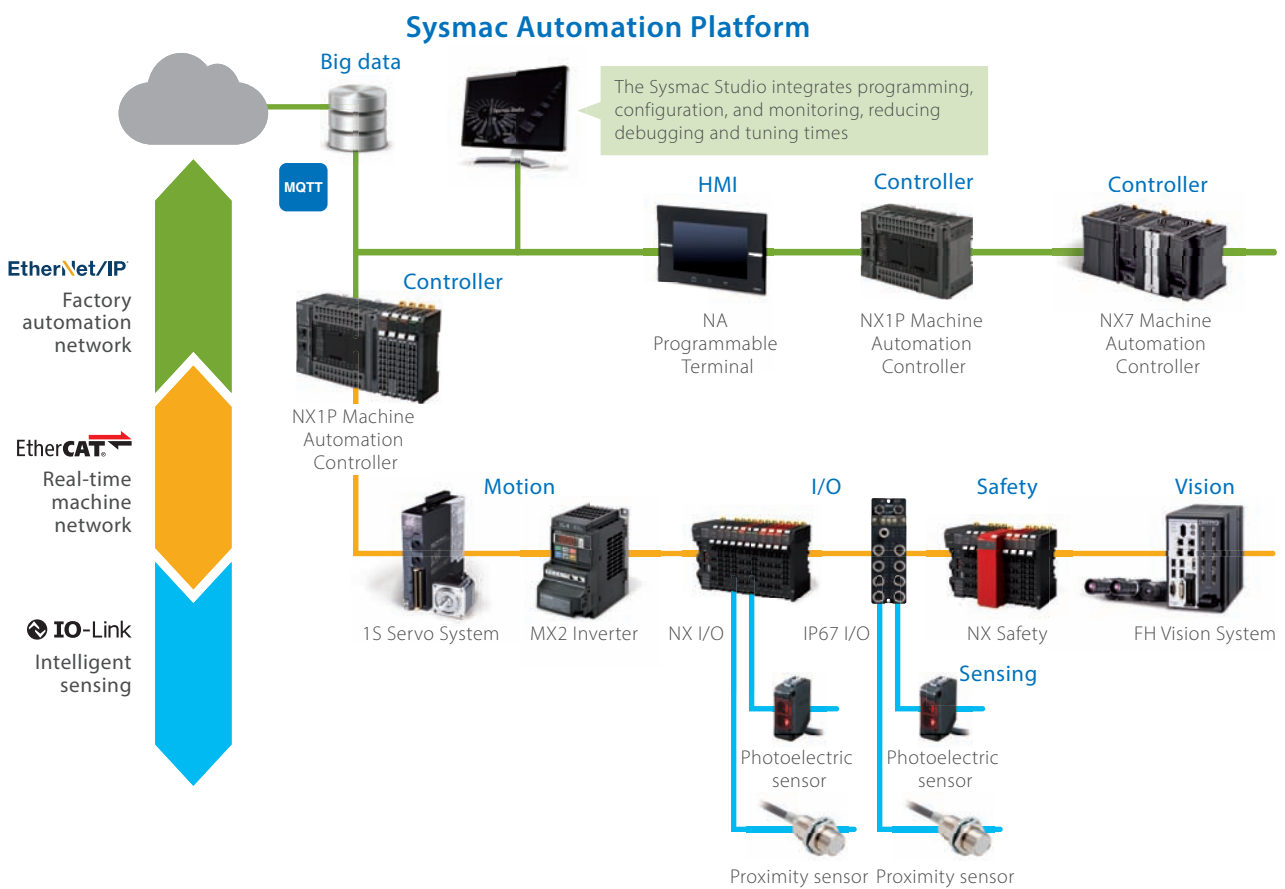 Sysmac Automation Platform
Big data
Sysmac Studio
The Sysmac Studio integrates programming,
configuration, and monitoring, reducing
debugging and tuning times
MQTT
HMI
Controller
Controller
EtherNet/IP
Factory
automation
network
Controller
NA
Programmable
Terminal
NX1P Machine
Automation
Controller
NX7 Machine
Automation
Controller
NX1P Machine
Automation
Controller
EtherCAT®
Real-time
machine
network
Motion
I/O
Safety
Vision
1S Servo System
MX2 Inverter
NX I/O
IP67 I/O
NX Safety
FH Vision System
IO-Link
Intelligent
sensing
Sensing
Photoelectric
sensor
Photoelectric
sensor
Proximity sensor
Proximity sensor